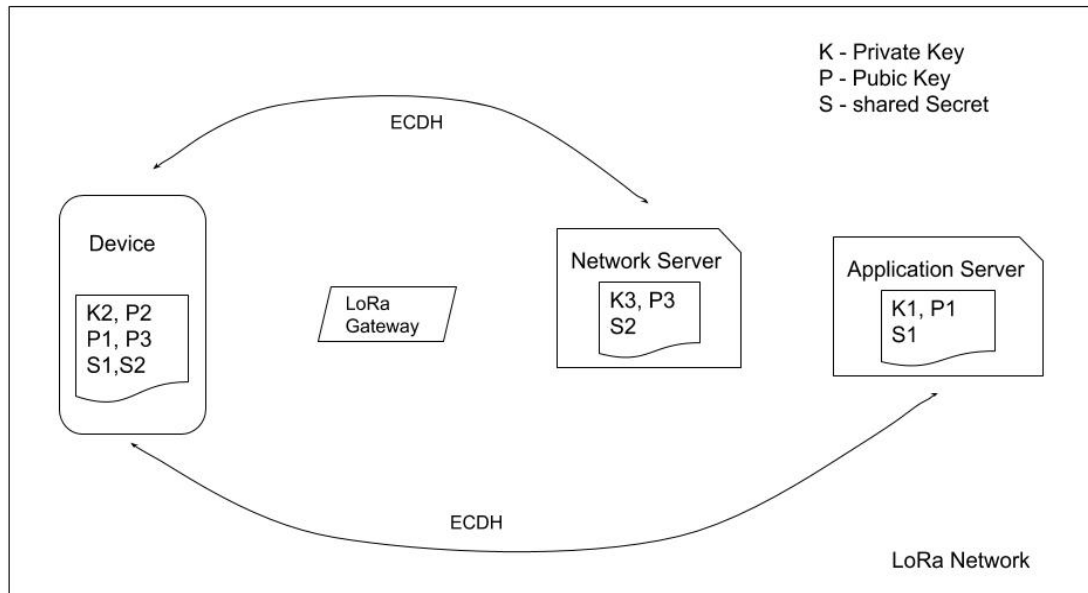 K - Private Key
P - Pubic Key
S - shared Secret
ECDH
Device
K2, P2
P1, P3
S1,S2
LoRa
Gateway
Network Server
K3, P3
S2
Application Server
K1, P1
S1
ECDH
LoRa Network